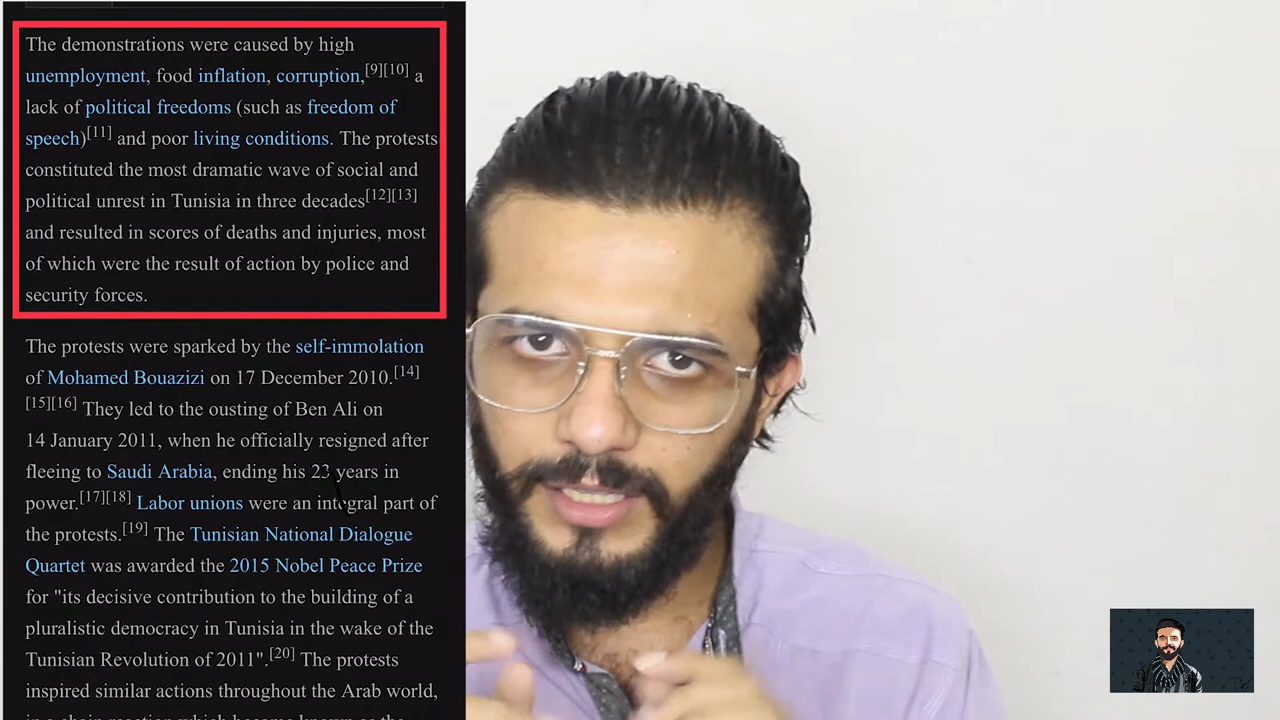 The demonstrations were caused by high
unemployment, food inflation, corruption,[9][10] a
lack of political freedoms (such as freedom of
speech)[11] and poor living conditions. The protests
constituted the most dramatic wave of social and
political unrest in Tunisia in three decades[12][13]
and resulted in scores of deaths and injuries, most
of which were the result of action by police and
security forces.
The protests were sparked by the self-immolation
of Mohamed Bouazizi on 17 December 2010.[14]
[15][16] They led to the ousting of Ben Ali on
14 January 2011, when he officially resigned after
fleeing to Saudi Arabia, ending his 23 years in
power.[17][18] Labor unions were an integral part of
the protests.[19] The Tunisian National Dialogue
Quartet was awarded the 2015 Nobel Peace Prize
for "its decisive contribution to the building of a
pluralistic democracy in Tunisia in the wake of the
Tunisian Revolution of 2011".[20] The protests
inspired similar actions throughout the Arab world,
in a chain reaction which became known as the